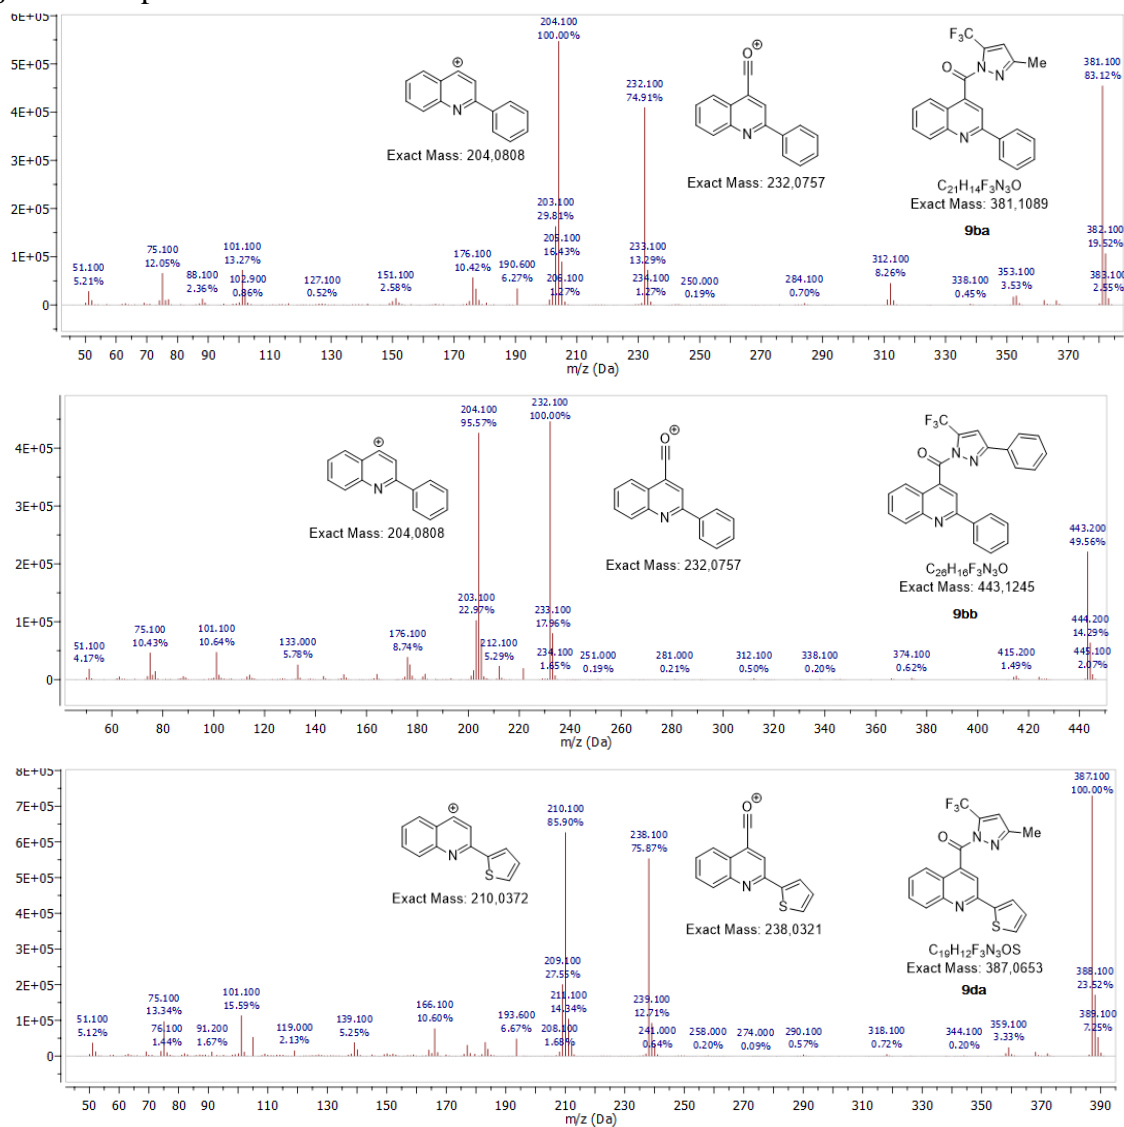 6E+05
5E+05
4E+05
3E+05
2E+05
1E+05
0
51.100
5.21%
75.100
12.05%
88.100
2.36%
101.100
13.27%
102.900
0.86%
127.100
0.52%
151.100
2.58%
176.100
10.42%
190.600
6.27%
203.100
29.81%
204.100
100.00%
205.100
16.43%
206.100
1.27%
232.100
74.91%
233.100
13.29%
234.100
1.27%
250.000
0.19%
284.100
0.70%
312.100
8.26%
338.100
0.45%
353.100
3.53%
381.100
83.12%
382.100
19.52%
383.100
2.55%
⊕
N
Exact Mass: 204,0808
O⊕
N
Exact Mass: 232,0757
F3C
O
N
N
Me
N
C21H14F3N3O
Exact Mass: 381,1089
9ba
50 70 90 110 130 150 170 190 210 230 250 270 290 310 330 350 370
m/z (Da)
4E+05
3E+05
2E+05
1E+05
0
51.100
4.17%
75.100
10.43%
101.100
10.64%
133.000
5.78%
176.100
8.74%
203.100
22.97%
204.100
95.57%
212.100
5.29%
232.100
100.00%
233.100
17.96%
234.100
1.65%
251.000
0.19%
281.000
0.21%
312.100
0.50%
338.100
0.20%
374.100
0.62%
415.200
1.49%
443.200
49.56%
444.200
14.29%
445.100
2.07%
⊕
N
Exact Mass: 204,0808
O⊕
N
Exact Mass: 232,0757
F3C
O
N
N
N
C26H16F3N3O
Exact Mass: 443,1245
9bb
60 80 100 120 140 160 180 200 220 240 260 280 300 320 340 360 380 400 420 440
m/z (Da)
8E+05
7E+05
6E+05
5E+05
4E+05
3E+05
2E+05
1E+05
0
51.100
5.12%
75.100
13.34%
76.100
1.44%
91.200
1.67%
101.100
15.59%
119.000
2.13%
139.100
5.25%
166.100
10.60%
193.600
6.67%
208.100
1.68%
209.100
27.55%
210.100
85.90%
211.100
14.34%
238.100
75.87%
239.100
12.71%
241.000
0.64%
258.000
0.20%
274.000
0.09%
290.100
0.57%
318.100
0.72%
344.100
0.20%
359.100
3.33%
387.100
100.00%
388.100
23.52%
389.100
7.25%
⊕
N
S
Exact Mass: 210,0372
O⊕
N
S
Exact Mass: 238,0321
F3C
O
N
N
Me
N
S
C19H12F3N3OS
Exact Mass: 387,0653
9da
50 60 70 80 90 110 130 150 170 190 210 230 250 270 290 310 330 350 370 390
m/z (Da)